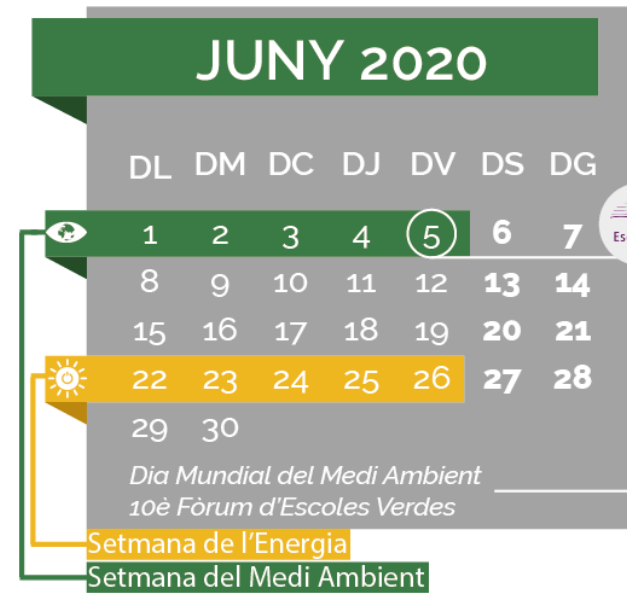 JUNY 2020
DL DM DC DJ DV DS DG
1 2 3 4 5 6 7
Es
8 9 10 11 12 13 14
15 16 17 18 19 20 21
22 23 24 25 26 27 28
29 30
Dia Mundial del Medi Ambient
10è Fòrum d'Escoles Verdes
Setmana de l'Energia
Setmana del Medi Ambient